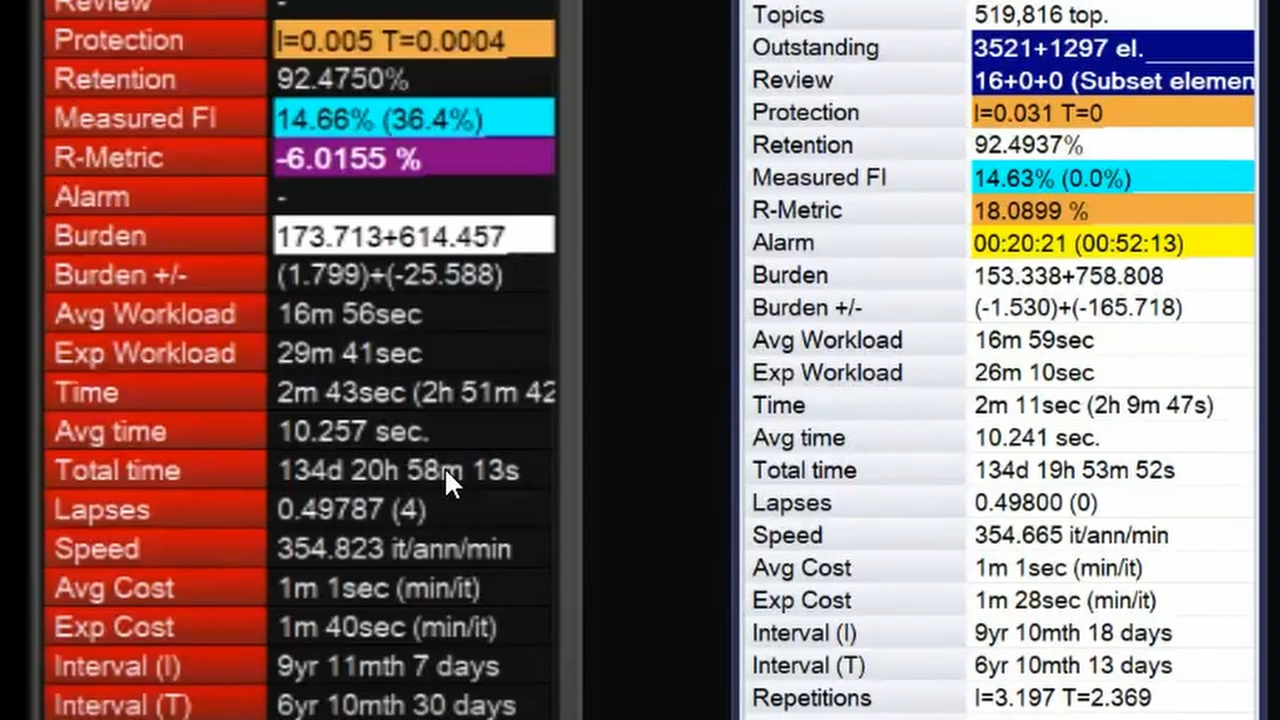 Review -
Protection I=0.005 T=0.0004
Retention 92.4750%
Measured FI 14.66% (36.4%)
R-Metric -6.0155 %
Alarm -
Burden 173.713+614.457
Burden +/- (1.799)+(-25.588)
Avg Workload 16m 56sec
Exp Workload 29m 41sec
Time 2m 43sec (2h 51m 42
Avg time 10.257 sec.
Total time 134d 20h 58m 13s
Lapses 0.49787 (4)
Speed 354.823 it/ann/min
Avg Cost 1m 1sec (min/it)
Exp Cost 1m 40sec (min/it)
Interval (I) 9yr 11mth 7 days
Interval (T) 6yr 10mth 30 days
Topics 519,816 top.
Outstanding 3521+1297 el.
Review 16+0+0 (Subset elemen
Protection I=0.031 T=0
Retention 92.4937%
Measured FI 14.63% (0.0%)
R-Metric 18.0899 %
Alarm 00:20:21 (00:52:13)
Burden 153.338+758.808
Burden +/- (-1.530)+(-165.718)
Avg Workload 16m 59sec
Exp Workload 26m 10sec
Time 2m 11sec (2h 9m 47s)
Avg time 10.241 sec.
Total time 134d 19h 53m 52s
Lapses 0.49800 (0)
Speed 354.665 it/ann/min
Avg Cost 1m 1sec (min/it)
Exp Cost 1m 28sec (min/it)
Interval (I) 9yr 10mth 18 days
Interval (T) 6yr 10mth 13 days
Repetitions I=3.197 T=2.369